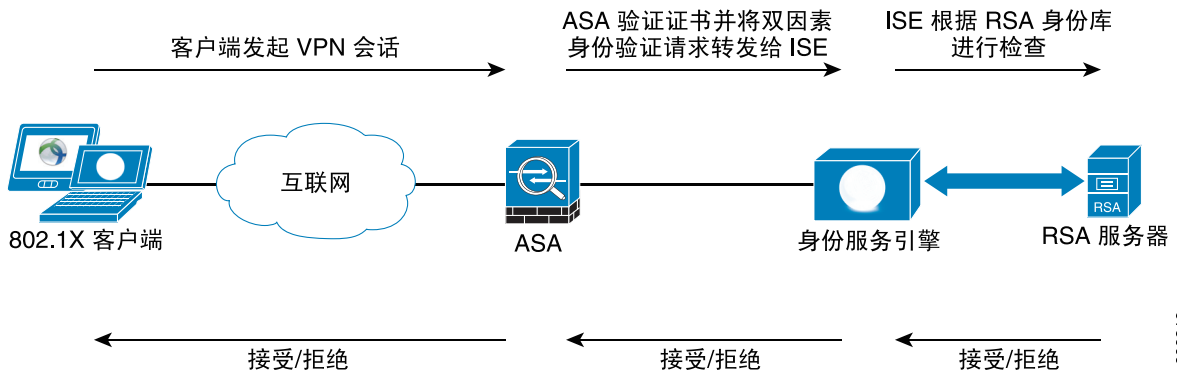 客户端发起 VPN 会话
ASA 验证证书并将双因素
身份验证请求转发给 ISE
ISE 根据 RSA 身份库
进行检查
互联网
RSA
802.1X 客户端
ASA
身份服务引擎
RSA 服务器
接受/拒绝
接受/拒绝
接受/拒绝